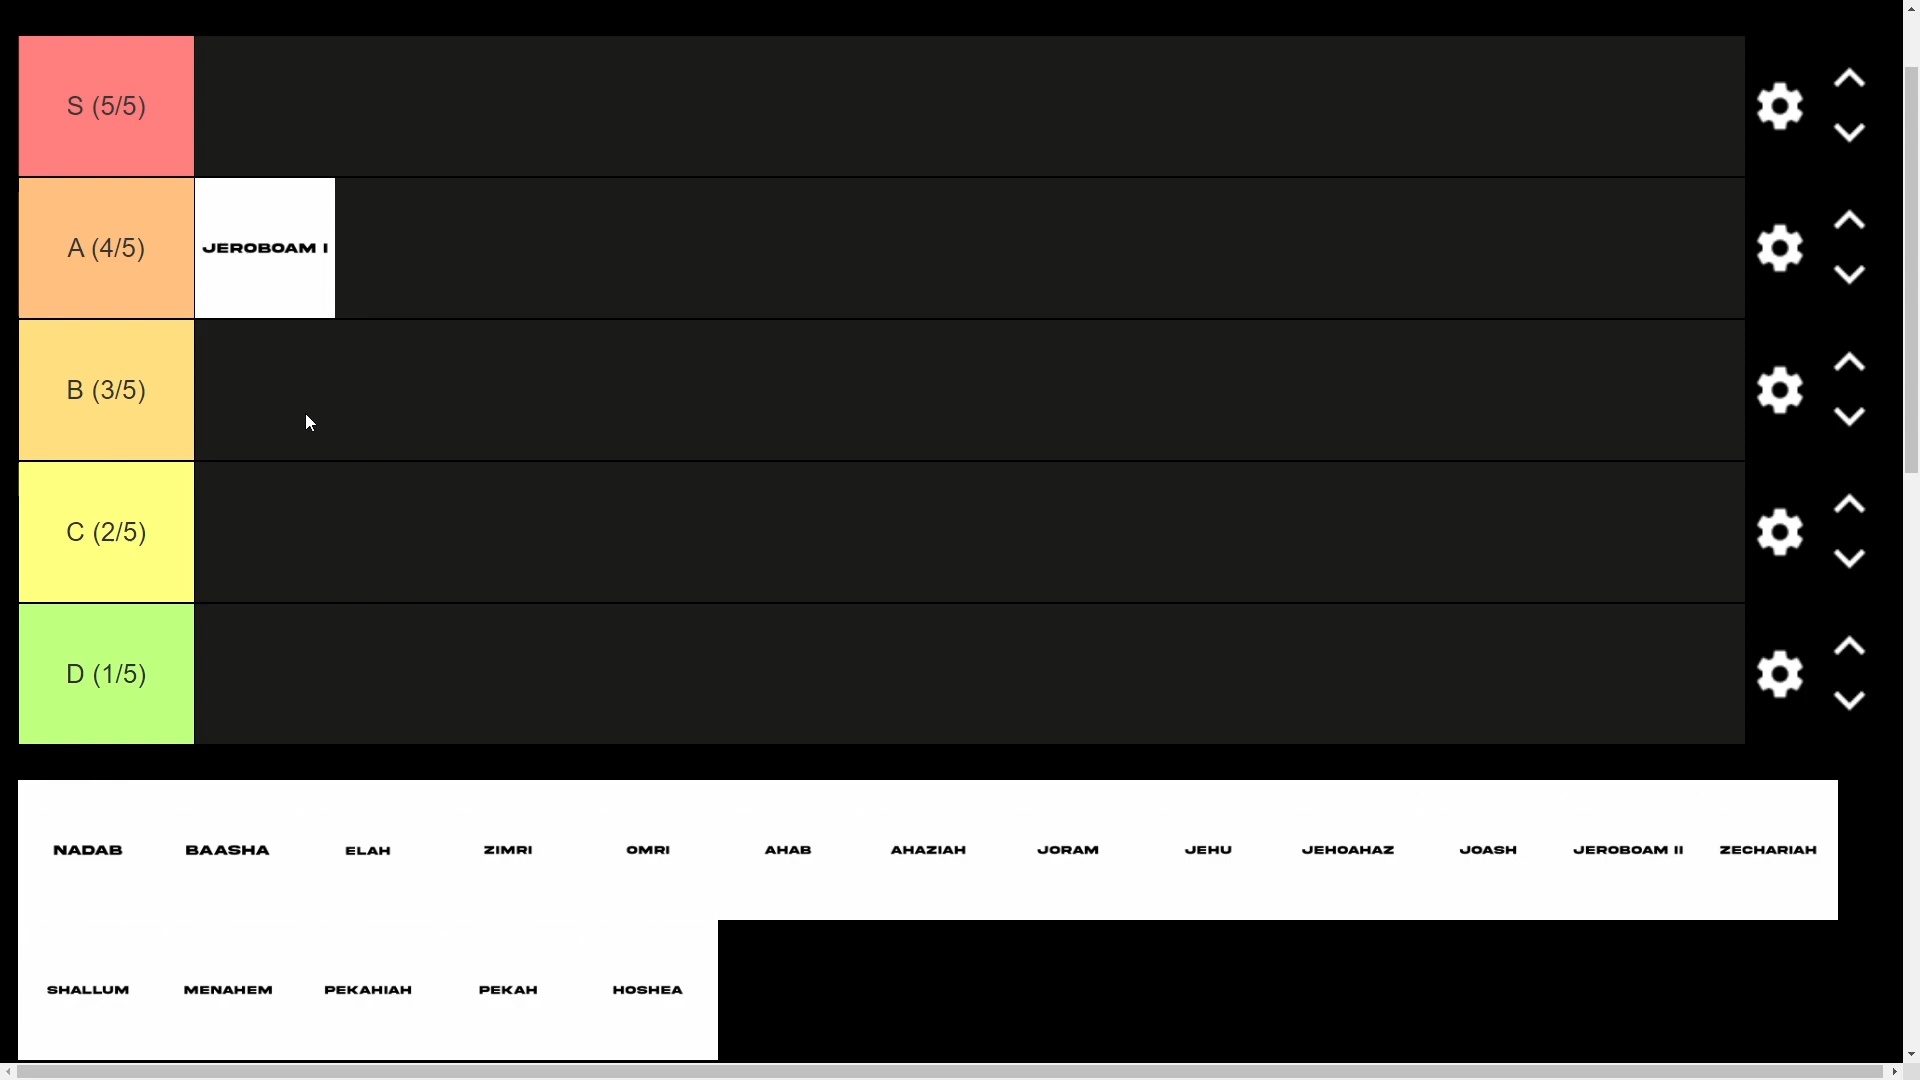 S (5/5)
A (4/5)
JEROBOAM I
B (3/5)
C (2/5)
D (1/5)
NADAB BAASHA ELAH ZIMRI OMRI AHAB AHAZIAH JORAM JEHU JEHOAHAZ JOASH JEROBOAM II ZECHARIAH
SHALLUM MENAHEM PEKAHIAH PEKAH HOSHEA